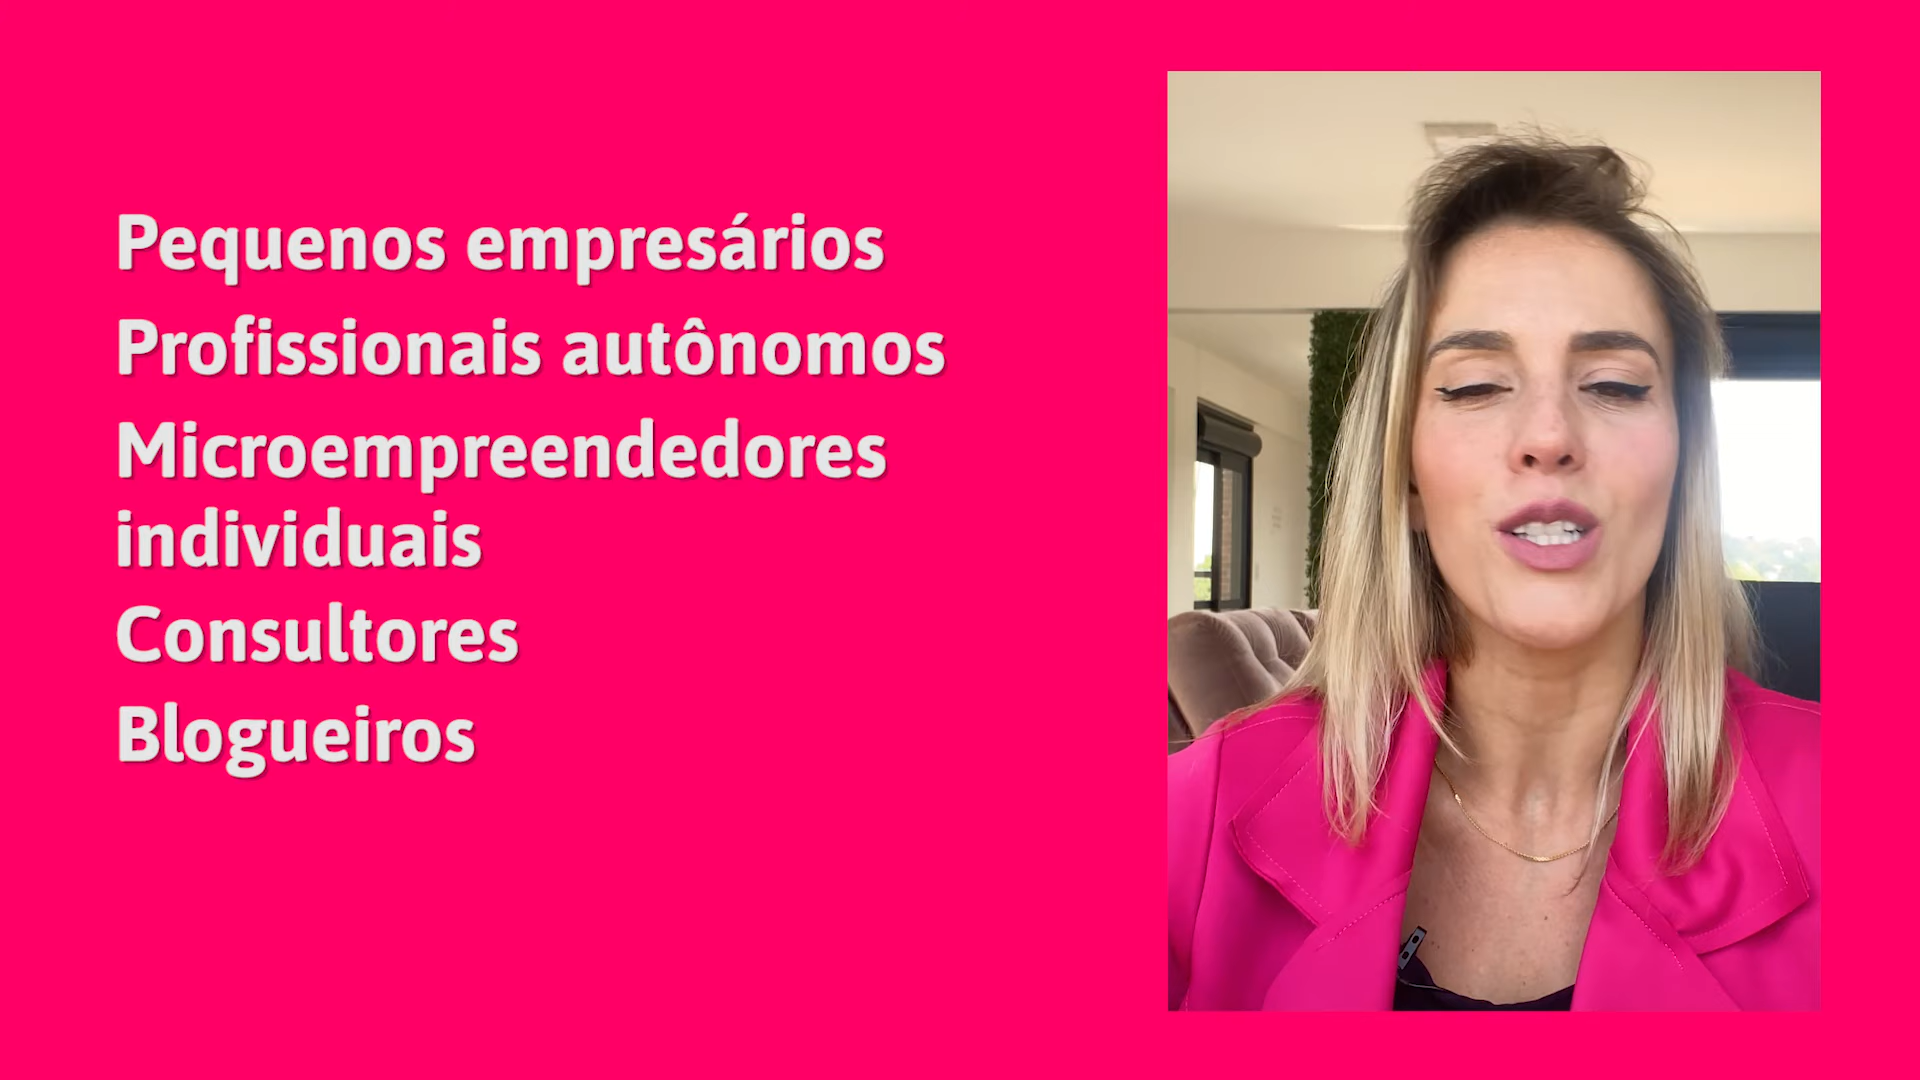 Pequenos empresários
Profissionais autônomos
Microempreendedores
individuais
Consultores
Blogueiros